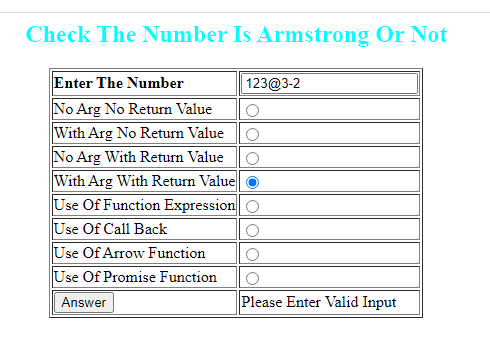 Check The Number Is Armstrong Or Not
Enter The Number 123@3-2
No Arg No Return Value
With Arg No Return Value
No Arg With Return Value
With Arg With Return Value
Use Of Function Expression
Use Of Call Back
Use Of Arrow Function
Use Of Promise Function
Answer Please Enter Valid Input